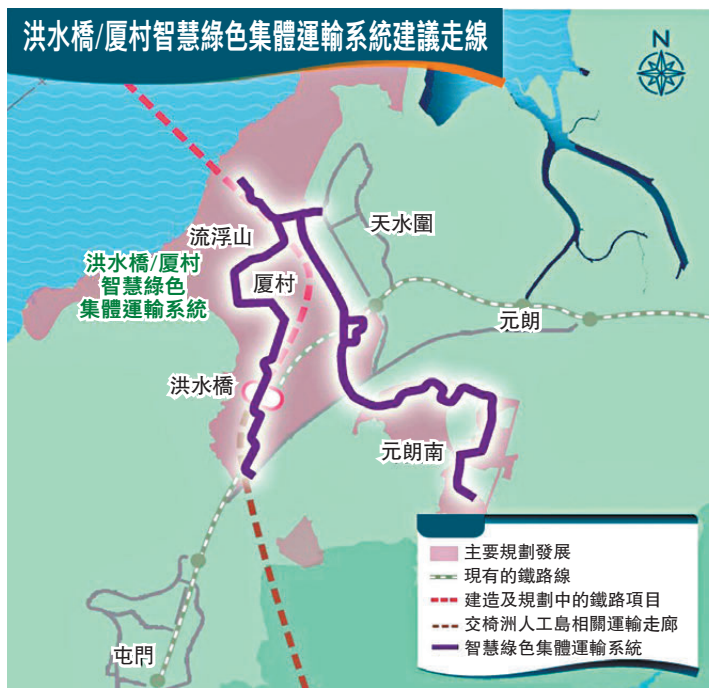 洪水橋/厦村智慧綠色集體運輸系統建議走線
N
天水圍
流浮山
洪水橋/厦村
智慧綠色
集體運輸系統
厦村
元朗
洪水橋
元朗南
屯門
主要規劃發展
現有的鐵路線
建造及規劃中的鐵路項目
交椅洲人工島相關運輸走廊
智慧綠色集體運輸系統